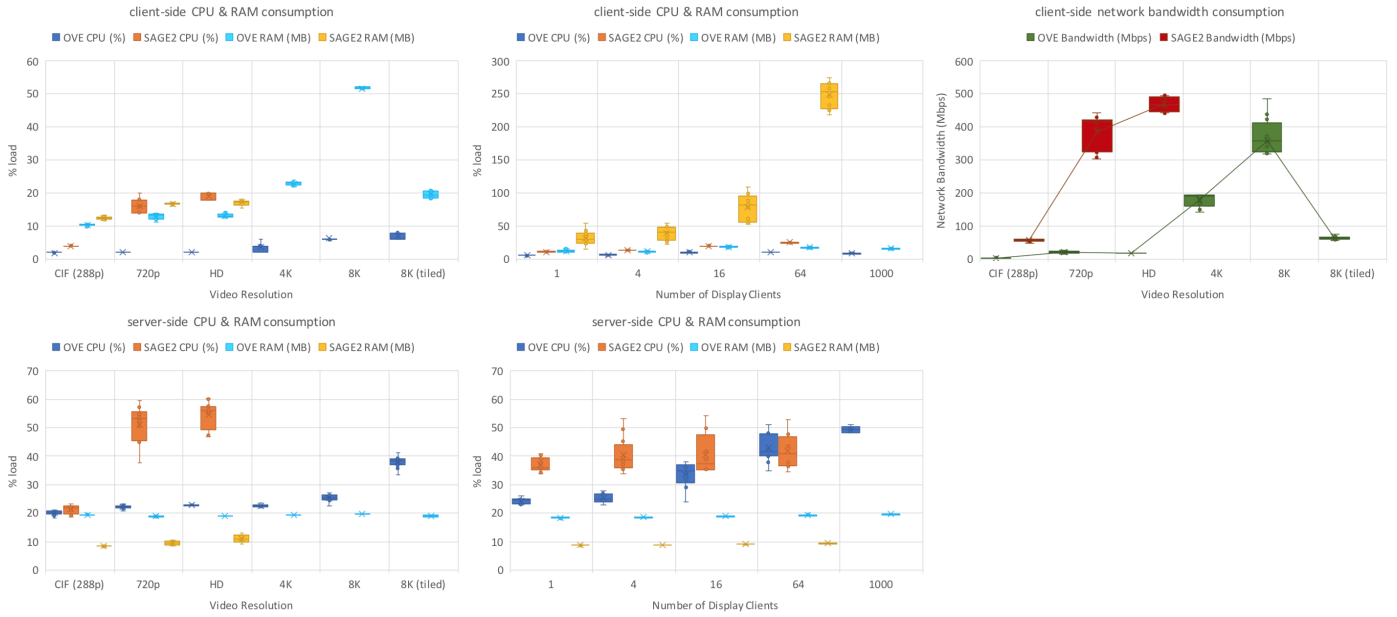 client-side CPU & RAM consumption
OVE CPU (%) SAGE2 CPU (%) OVE RAM (MB) SAGE2 RAM (MB)
60
50
40
30
20
10
0
% load
CIF (288p) 720p HD 4K 8K 8K (tiled)
Video Resolution
client-side CPU & RAM consumption
OVE CPU (%) SAGE2 CPU (%) OVE RAM (MB) SAGE2 RAM (MB)
300
250
200
150
100
50
0
% load
1 4 16 64 1000
Number of Display Clients
client-side network bandwidth consumption
OVE Bandwidth (Mbps) SAGE2 Bandwidth (Mbps)
600
500
400
300
200
100
0
Network Bandwidth (Mbps)
CIF (288p) 720p HD 4K 8K 8K (tiled)
Video Resolution
server-side CPU & RAM consumption
OVE CPU (%) SAGE2 CPU (%) OVE RAM (MB) SAGE2 RAM (MB)
70
60
50
40
30
20
10
0
% load
CIF (288p) 720p HD 4K 8K 8K (tiled)
Video Resolution
server-side CPU & RAM consumption
OVE CPU (%) SAGE2 CPU (%) OVE RAM (MB) SAGE2 RAM (MB)
70
60
50
40
30
20
10
0
% load
1 4 16 64 1000
Number of Display Clients